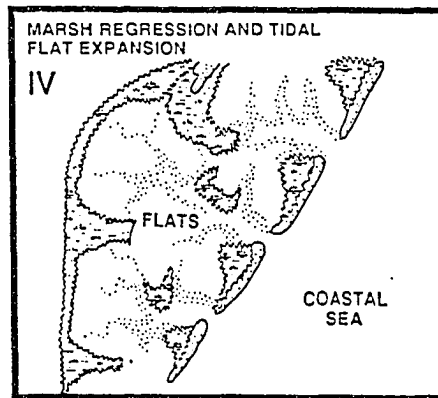 MARSH REGRESSION AND TIDAL
FLAT EXPANSION
IV
FLATS
COASTAL
SEA